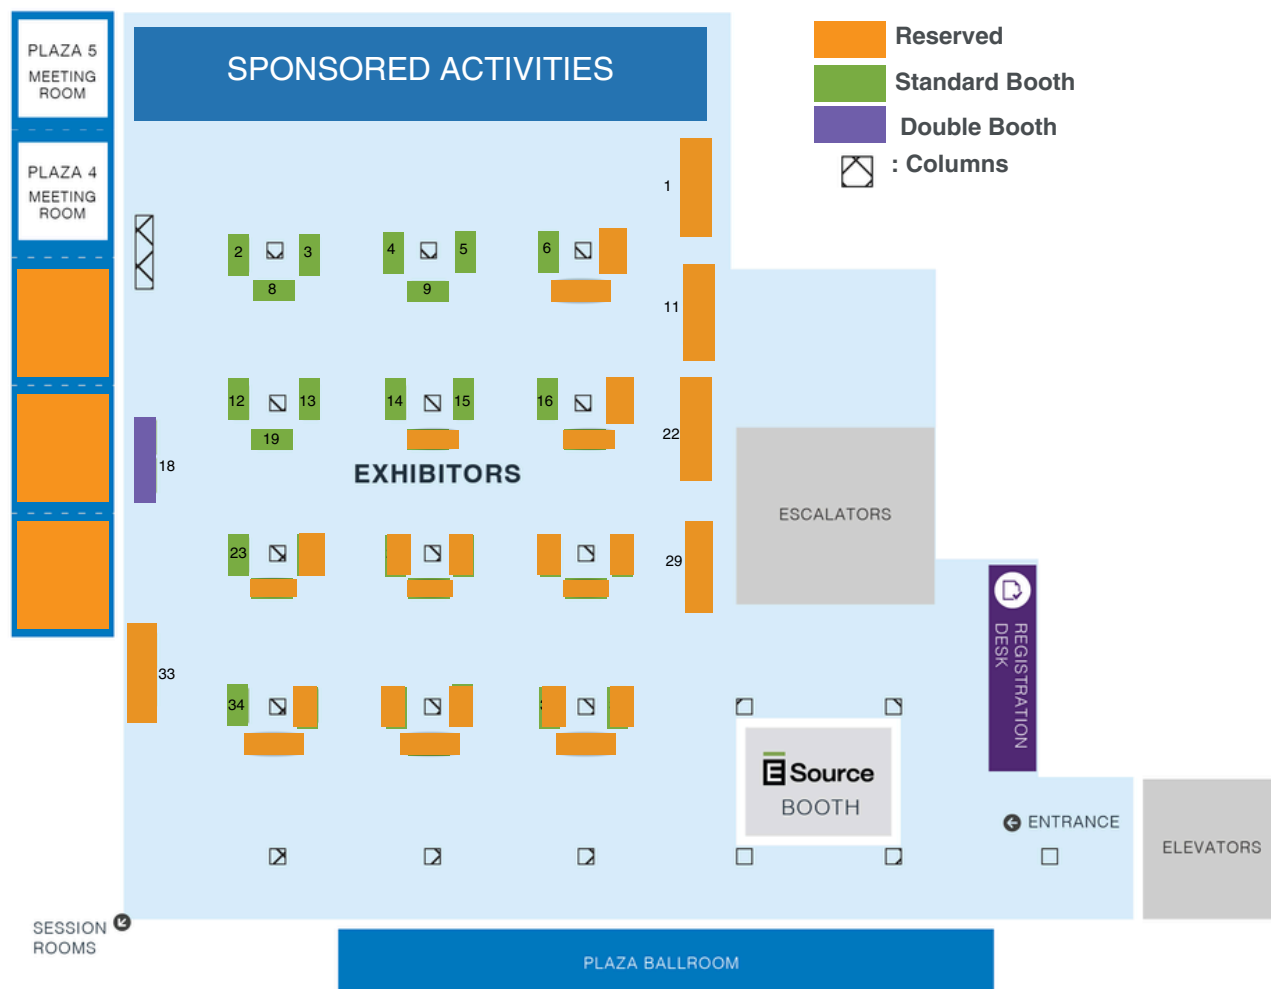 PLAZA 5
MEETING
ROOM
SPONSORED ACTIVITIES
Reserved
Standard Booth
Double Booth
: Columns
PLAZA 4
MEETING
ROOM
1
2
3
4
5
6
8
9
11
12
13
14
15
16
19
22
18
EXHIBITORS
ESCALATORS
23
29
REGISTRATION
DESK
33
34
E Source
BOOTH
ENTRANCE
ELEVATORS
SESSION
ROOMS
PLAZA BALLROOM